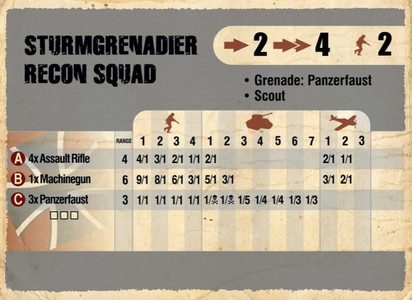 STURMGRENADIER
RECON SQUAD
2 4 2
• Grenade: Panzerfaust
• Scout
RANGE 1 2 3 4 1 2 3 4 5 6 7 1 2 3
A 4x Assault Rifle 4 4/1 3/1 2/1 1/1 2/1 2/1 1/1
B 1x Machinegun 6 9/1 8/1 6/1 3/1 5/1 3/1 3/1 2/1
C 3x Panzerfaust 3 1/1 1/1 1/1 1/1 1/☠ 1/☠ 1/5 1/4 1/4 1/3 1/3